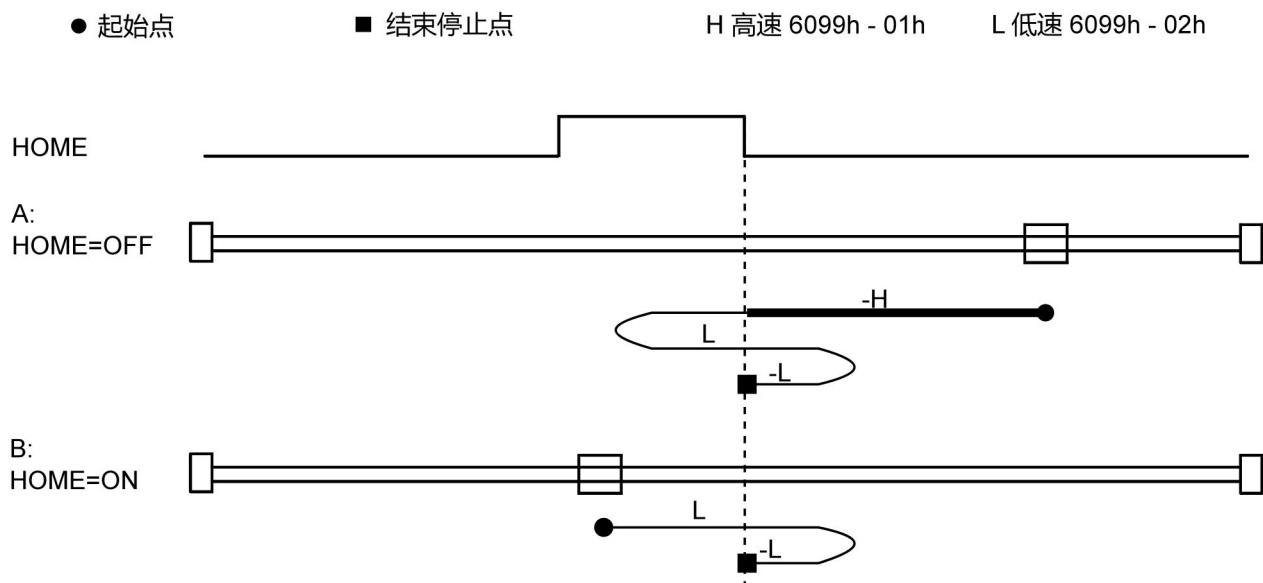 ● 起始点 ■ 结束停止点 H 高速 6099h - 01h L 低速 6099h - 02h
HOME
A:
HOME=OFF
-H
L
-L
B:
HOME=ON
L
-L